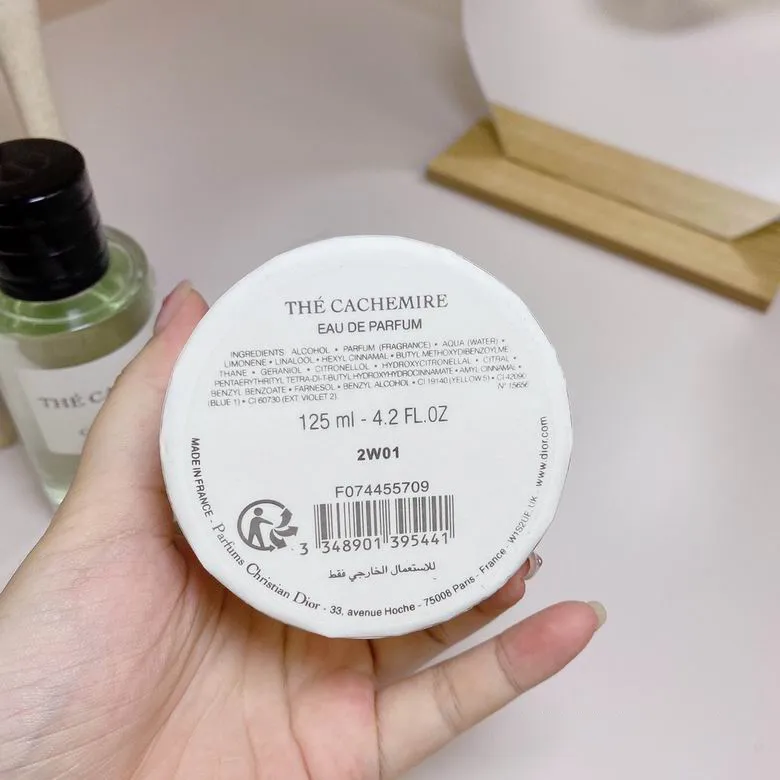 THÉ CACHEMIRE
EAU DE PARFUM
INGREDIENTS: ALCOHOL • PARFUM (FRAGRANCE) • AQUA (WATER) •
LIMONENE • LINALOOL • HEXYL CINNAMAL • BUTYL METHOXYDIBENZOYLME
THANE • GERANIOL • CITRONELLOL • HYDROXYCITRONELLAL • CITRAL •
PENTAERYTHRITYL TETRA-DI-T-BUTYL HYDROXYHYDROCINNAMATE • AMYL CINNAMAL •
BENZYL BENZOATE • FARNESOL • BENZYL ALCOHOL • CI 19140 (YELLOW 5) • CI 42090
(BLUE 1) • CI 60730 (EXT. VIOLET 2) N° 15656
125 ml - 4.2 FL.OZ
2W01
F074455709
3 348901 395441
للاستعمال الخارجي فقط
MADE IN FRANCE - Parfums Christian Dior - 33, avenue Hoche - 75008 Paris - France - W1S2UE UK - www.dior.com
THÉ CA